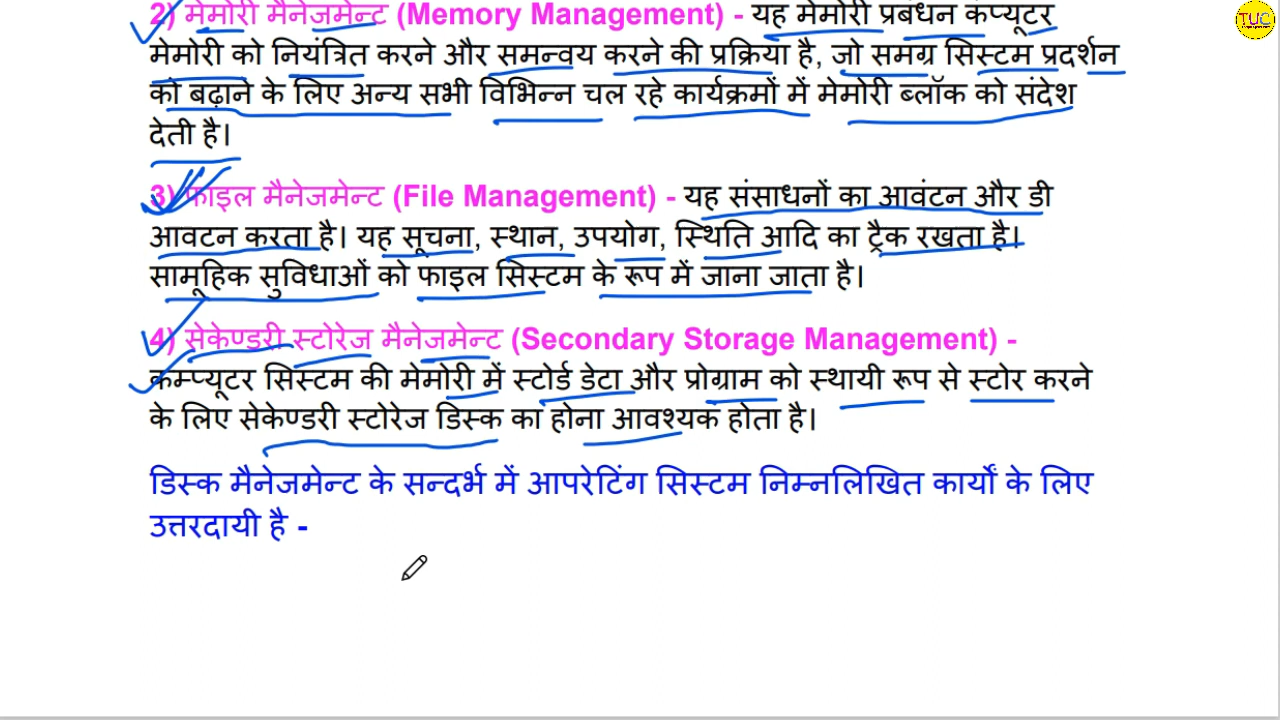 2) मेमोरी मैनेजमेन्ट (Memory Management) - यह मेमोरी प्रबंधन कंप्यूटर
मेमोरी को नियंत्रित करने और समन्वय करने की प्रक्रिया है, जो समग्र सिस्टम प्रदर्शन
को बढ़ाने के लिए अन्य सभी विभिन्न चल रहे कार्यक्रमों में मेमोरी ब्लॉक को संदेश
देती है।
3) फाइल मैनेजमेन्ट (File Management) - यह संसाधनों का आवंटन और डी
आवटन करता है। यह सूचना, स्थान, उपयोग, स्थिति आदि का ट्रैक रखता है।
सामूहिक सुविधाओं को फाइल सिस्टम के रूप में जाना जाता है।
4) सेकेण्डरी स्टोरेज मैनेजमेन्ट (Secondary Storage Management) -
कम्प्यूटर सिस्टम की मेमोरी में स्टोर्ड डेटा और प्रोग्राम को स्थायी रूप से स्टोर करने
के लिए सेकेण्डरी स्टोरेज डिस्क का होना आवश्यक होता है।
डिस्क मैनेजमेन्ट के सन्दर्भ में आपरेटिंग सिस्टम निम्नलिखित कार्यों के लिए
उत्तरदायी है -
TUC